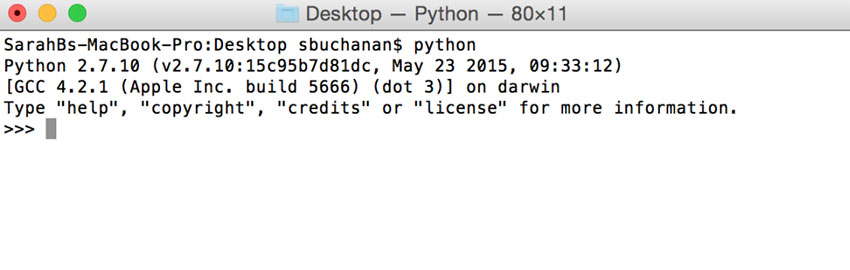 Desktop — Python — 80×11
SarahBs-MacBook-Pro:Desktop sbuchanan$ python
Python 2.7.10 (v2.7.10:15c95b7d81dc, May 23 2015, 09:33:12)
[GCC 4.2.1 (Apple Inc. build 5666) (dot 3)] on darwin
Type "help", "copyright", "credits" or "license" for more information.
>>>